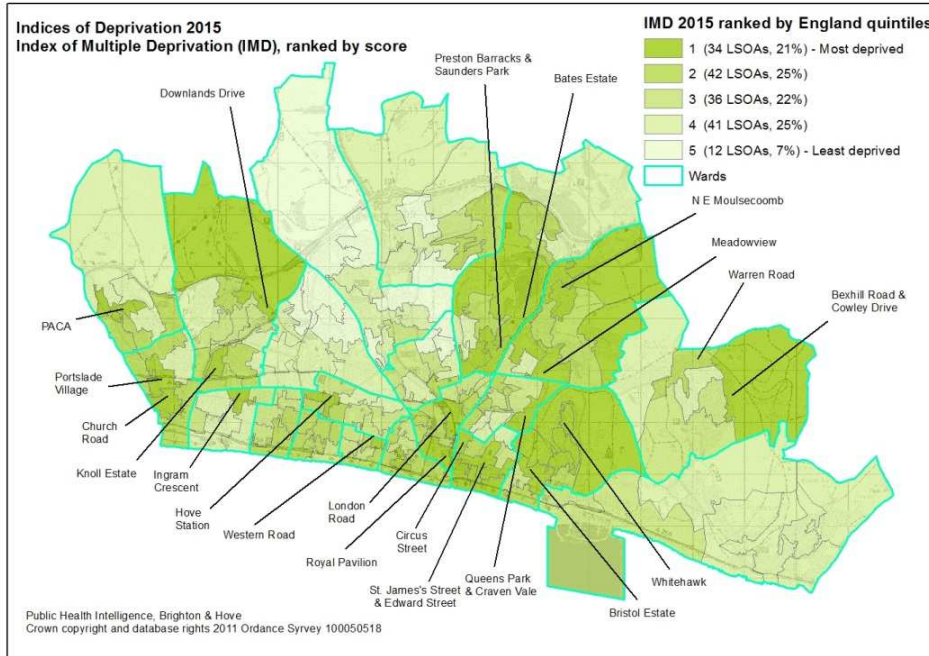 Indices of Deprivation 2015
Index of Multiple Deprivation (IMD), ranked by score
IMD 2015 ranked by England quintiles
1 (34 LSOAs, 21%) - Most deprived
2 (42 LSOAs, 25%)
3 (36 LSOAs, 22%)
4 (41 LSOAs, 25%)
5 (12 LSOAs, 7%) - Least deprived
Wards
Preston Barracks &
Saunders Park
Bates Estate
Downlands Drive
N E Moulsecoomb
Meadowview
Warren Road
Bexhill Road &
Cowley Drive
PACA
Portslade
Village
Church
Road
Knoll Estate
Ingram
Crescent
Hove
Station
Western Road
London
Road
Royal Pavilion
Circus
Street
St. James's Street
& Edward Street
Queens Park
& Craven Vale
Whitehawk
Bristol Estate
Public Health Intelligence, Brighton & Hove
Crown copyright and database rights 2011 Ordance Survey 100050518